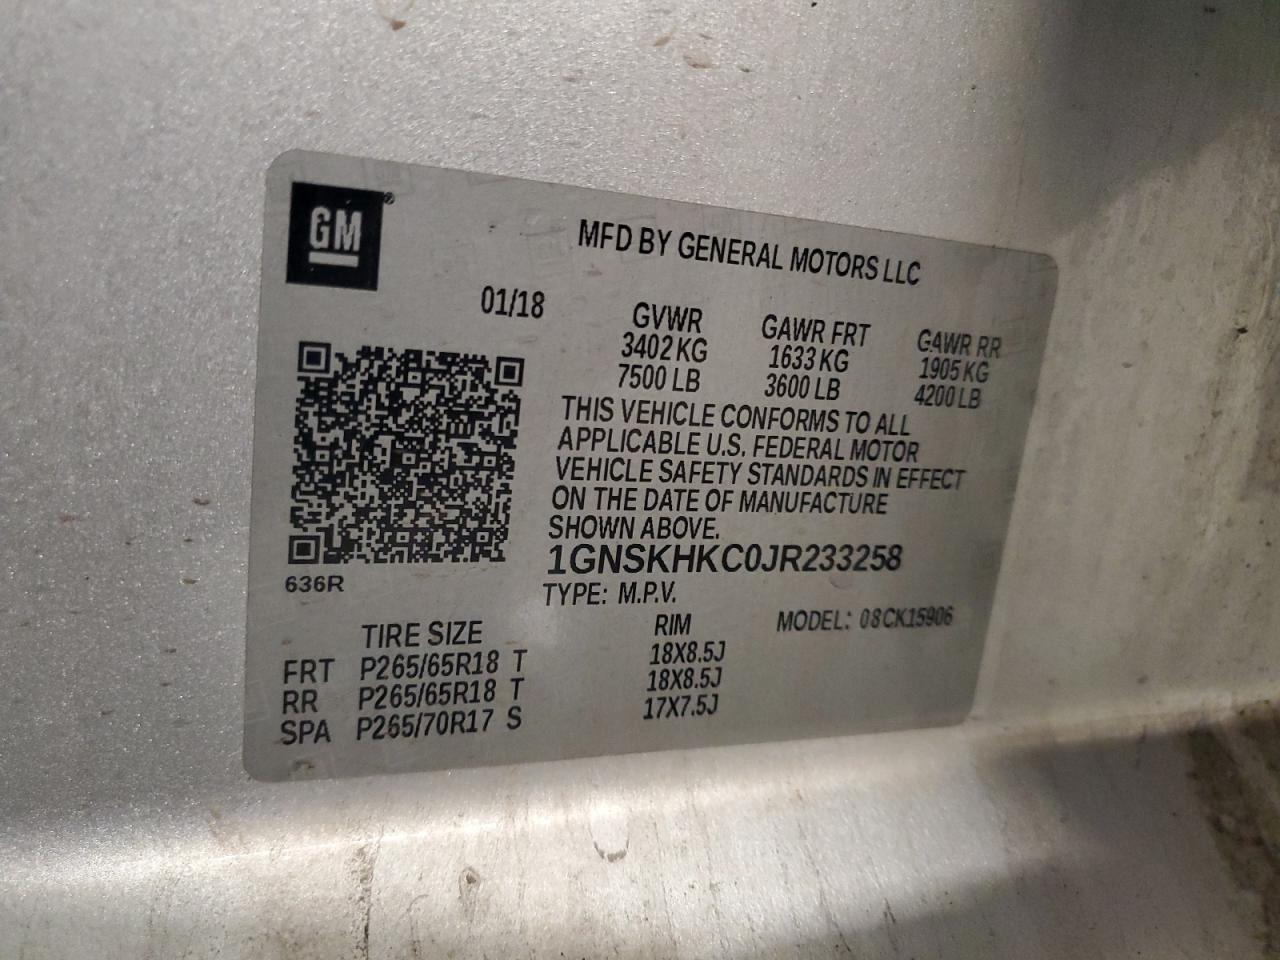 GM®
MFD BY GENERAL MOTORS LLC
01/18 GVWR GAWR FRT GAWR RR
3402 KG 1633 KG 1905 KG
7500 LB 3600 LB 4200 LB
THIS VEHICLE CONFORMS TO ALL
APPLICABLE U.S. FEDERAL MOTOR
VEHICLE SAFETY STANDARDS IN EFFECT
ON THE DATE OF MANUFACTURE
SHOWN ABOVE.
1GNSKHKC0JR233258
636R
TYPE: M.P.V. MODEL: 08CK15906
TIRE SIZE RIM
FRT P265/65R18 T 18X8.5J
RR P265/65R18 T 18X8.5J
SPA P265/70R17 S 17X7.5J